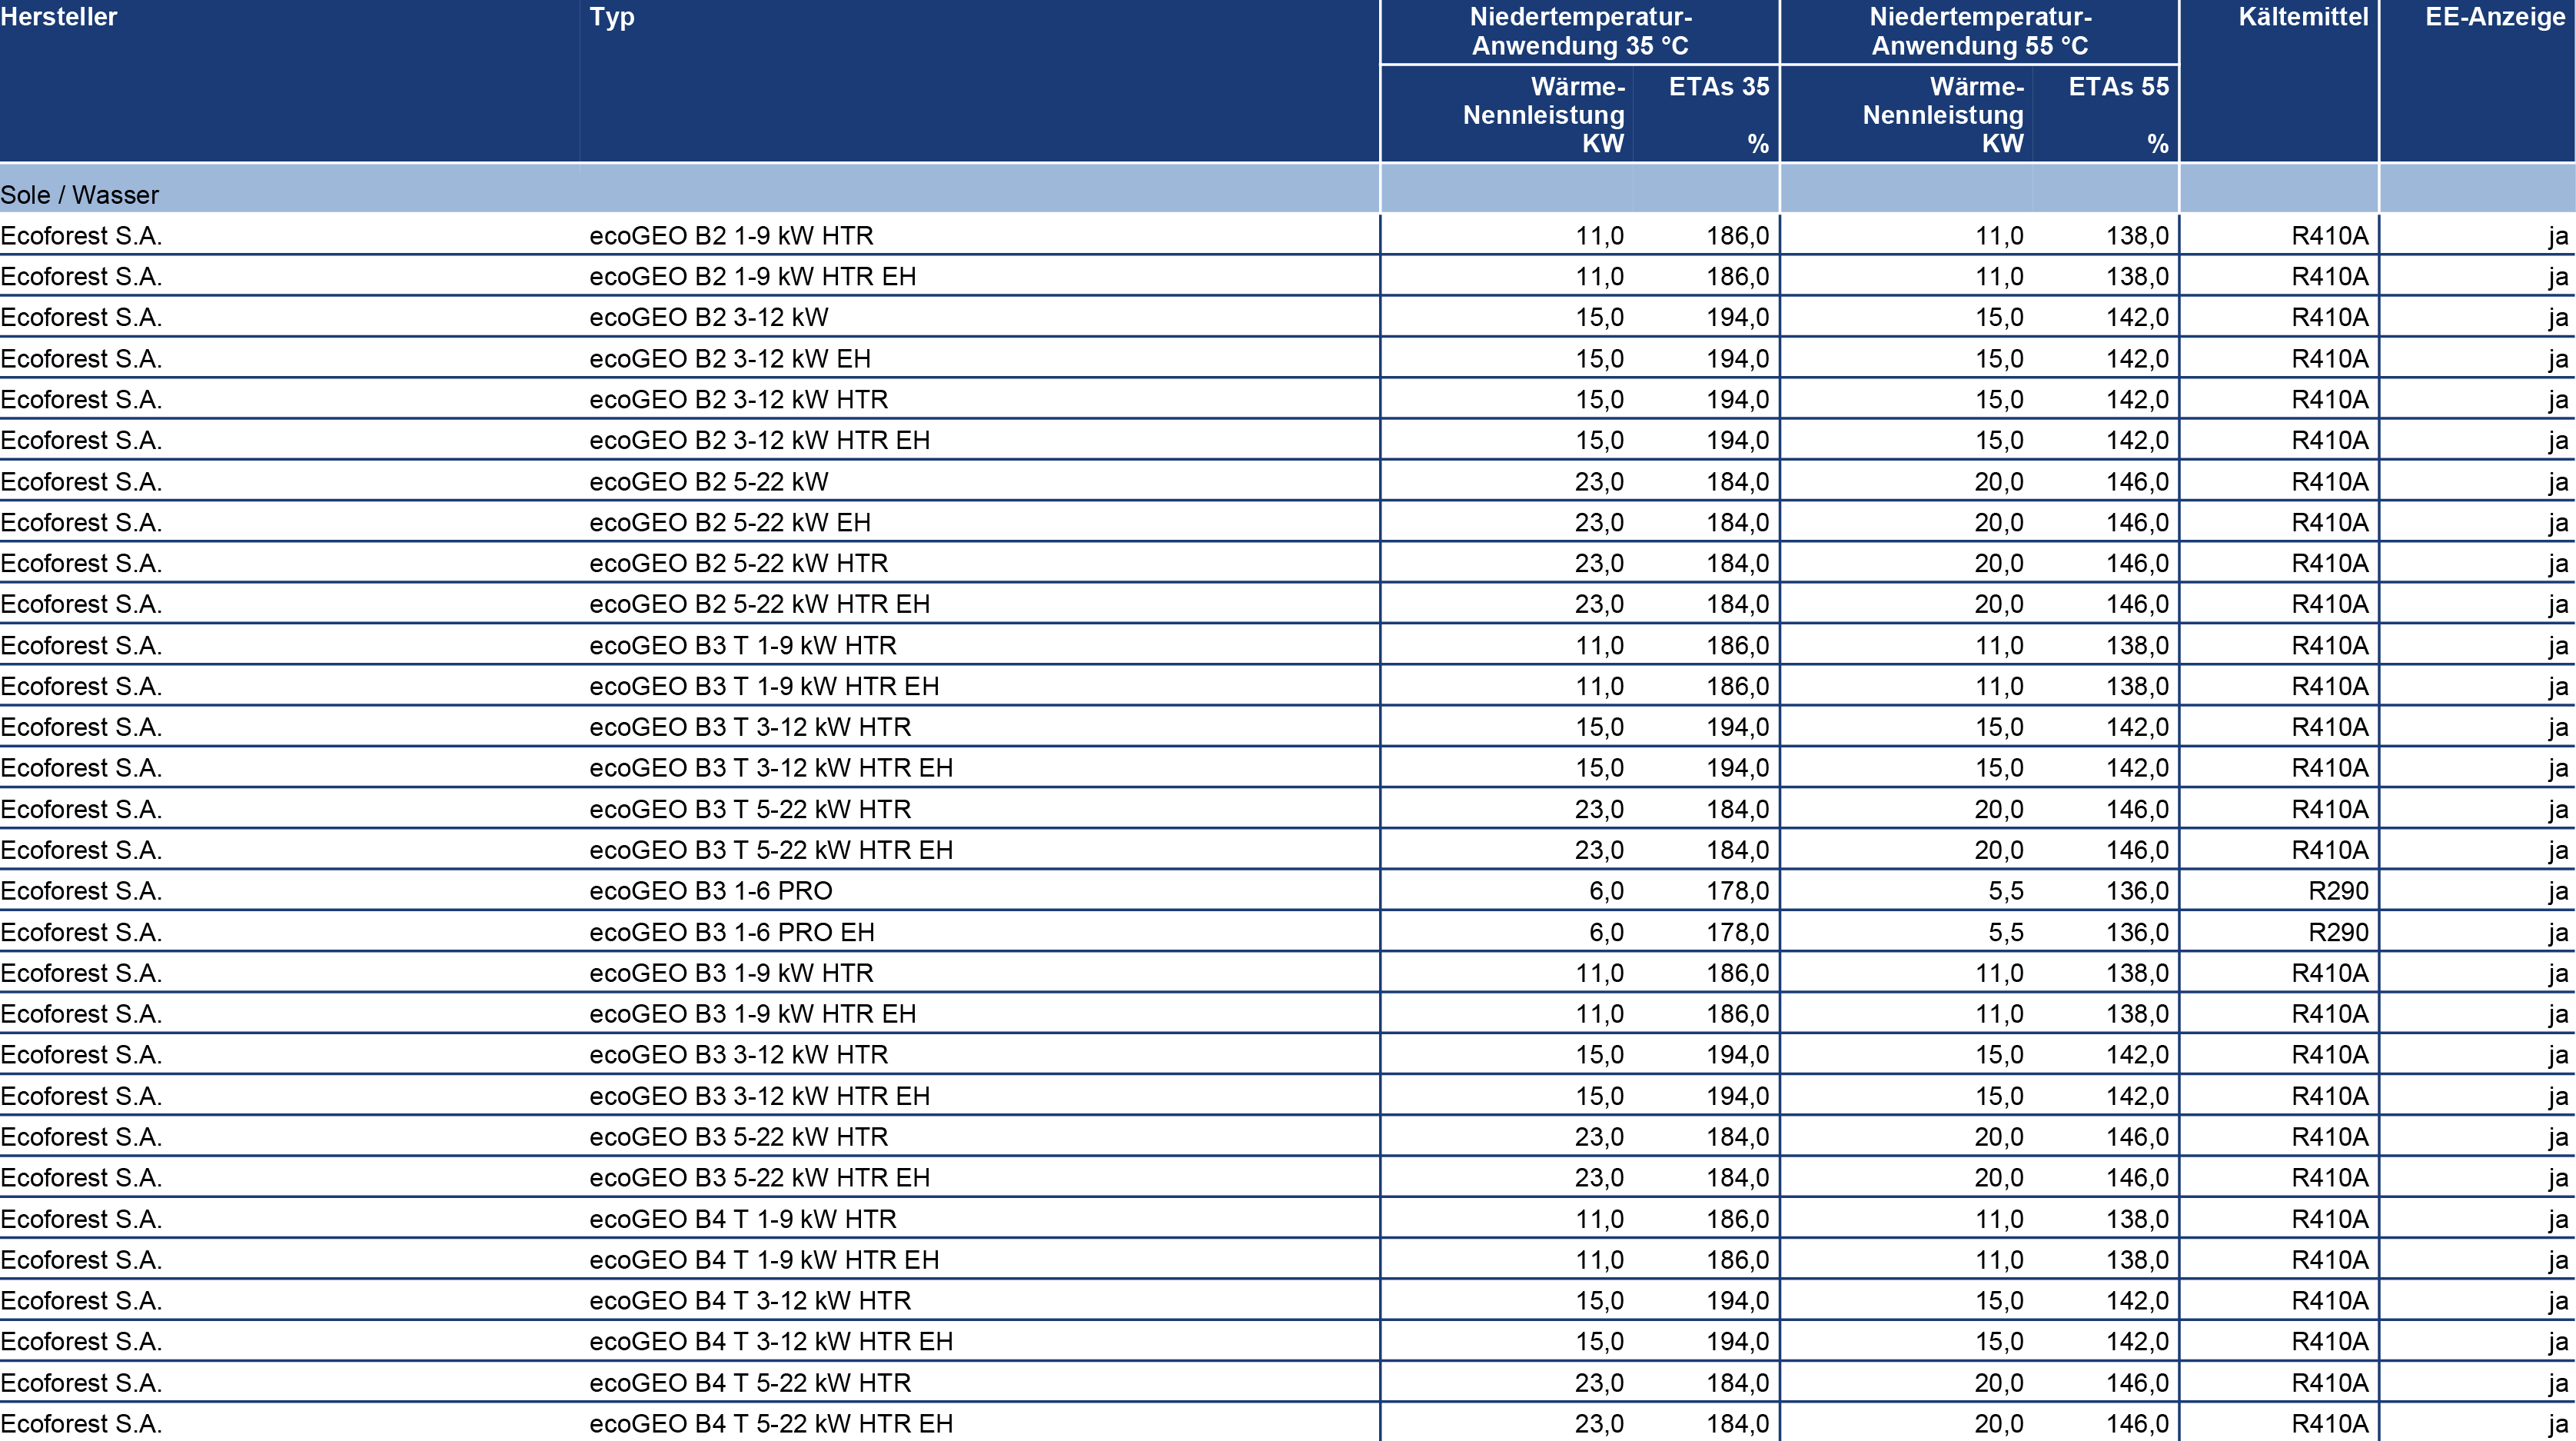 Hersteller Typ Niedertemperatur- Niedertemperatur- Kältemittel EE-Anzeige
Anwendung 35 °C Anwendung 55 °C
Wärme- ETAs 35 Wärme- ETAs 55
Nennleistung Nennleistung
KW % KW %
Sole / Wasser
Ecoforest S.A. ecoGEO B2 1-9 kW HTR 11,0 186,0 11,0 138,0 R410A ja
Ecoforest S.A. ecoGEO B2 1-9 kW HTR EH 11,0 186,0 11,0 138,0 R410A ja
Ecoforest S.A. ecoGEO B2 3-12 kW 15,0 194,0 15,0 142,0 R410A ja
Ecoforest S.A. ecoGEO B2 3-12 kW EH 15,0 194,0 15,0 142,0 R410A ja
Ecoforest S.A. ecoGEO B2 3-12 kW HTR 15,0 194,0 15,0 142,0 R410A ja
Ecoforest S.A. ecoGEO B2 3-12 kW HTR EH 15,0 194,0 15,0 142,0 R410A ja
Ecoforest S.A. ecoGEO B2 5-22 kW 23,0 184,0 20,0 146,0 R410A ja
Ecoforest S.A. ecoGEO B2 5-22 kW EH 23,0 184,0 20,0 146,0 R410A ja
Ecoforest S.A. ecoGEO B2 5-22 kW HTR 23,0 184,0 20,0 146,0 R410A ja
Ecoforest S.A. ecoGEO B2 5-22 kW HTR EH 23,0 184,0 20,0 146,0 R410A ja
Ecoforest S.A. ecoGEO B3 T 1-9 kW HTR 11,0 186,0 11,0 138,0 R410A ja
Ecoforest S.A. ecoGEO B3 T 1-9 kW HTR EH 11,0 186,0 11,0 138,0 R410A ja
Ecoforest S.A. ecoGEO B3 T 3-12 kW HTR 15,0 194,0 15,0 142,0 R410A ja
Ecoforest S.A. ecoGEO B3 T 3-12 kW HTR EH 15,0 194,0 15,0 142,0 R410A ja
Ecoforest S.A. ecoGEO B3 T 5-22 kW HTR 23,0 184,0 20,0 146,0 R410A ja
Ecoforest S.A. ecoGEO B3 T 5-22 kW HTR EH 23,0 184,0 20,0 146,0 R410A ja
Ecoforest S.A. ecoGEO B3 1-6 PRO 6,0 178,0 5,5 136,0 R290 ja
Ecoforest S.A. ecoGEO B3 1-6 PRO EH 6,0 178,0 5,5 136,0 R290 ja
Ecoforest S.A. ecoGEO B3 1-9 kW HTR 11,0 186,0 11,0 138,0 R410A ja
Ecoforest S.A. ecoGEO B3 1-9 kW HTR EH 11,0 186,0 11,0 138,0 R410A ja
Ecoforest S.A. ecoGEO B3 3-12 kW HTR 15,0 194,0 15,0 142,0 R410A ja
Ecoforest S.A. ecoGEO B3 3-12 kW HTR EH 15,0 194,0 15,0 142,0 R410A ja
Ecoforest S.A. ecoGEO B3 5-22 kW HTR 23,0 184,0 20,0 146,0 R410A ja
Ecoforest S.A. ecoGEO B3 5-22 kW HTR EH 23,0 184,0 20,0 146,0 R410A ja
Ecoforest S.A. ecoGEO B4 T 1-9 kW HTR 11,0 186,0 11,0 138,0 R410A ja
Ecoforest S.A. ecoGEO B4 T 1-9 kW HTR EH 11,0 186,0 11,0 138,0 R410A ja
Ecoforest S.A. ecoGEO B4 T 3-12 kW HTR 15,0 194,0 15,0 142,0 R410A ja
Ecoforest S.A. ecoGEO B4 T 3-12 kW HTR EH 15,0 194,0 15,0 142,0 R410A ja
Ecoforest S.A. ecoGEO B4 T 5-22 kW HTR 23,0 184,0 20,0 146,0 R410A ja
Ecoforest S.A. ecoGEO B4 T 5-22 kW HTR EH 23,0 184,0 20,0 146,0 R410A ja